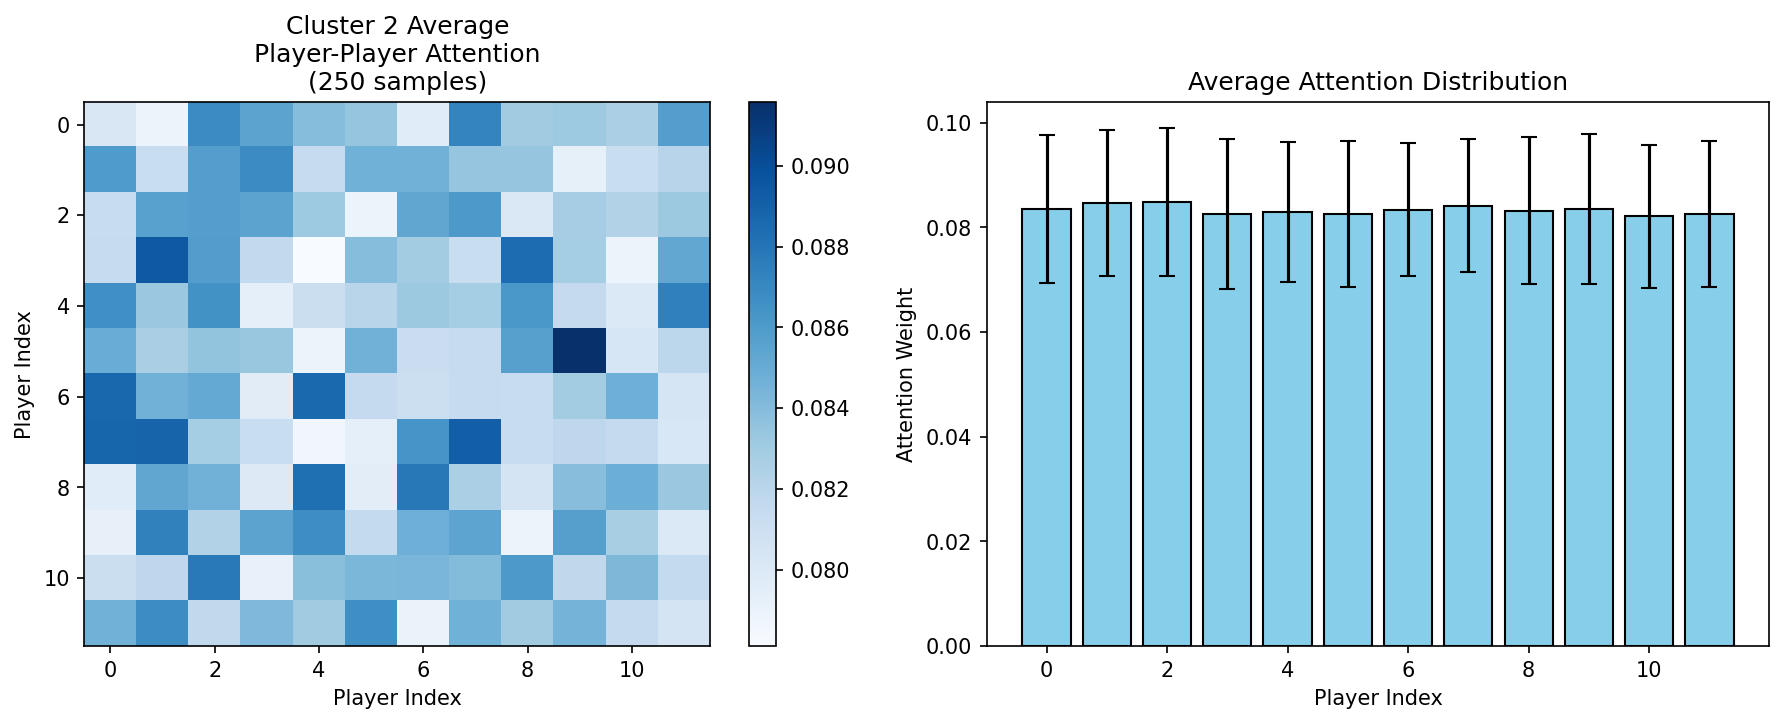 Cluster 2 Average
Player-Player Attention
(250 samples)
0
2
4
6
8
10
Player Index
0 2 4 6 8 10
Player Index
0.090
0.088
0.086
0.084
0.082
0.080
Average Attention Distribution
0.10
0.08
0.06
0.04
0.02
0.00
Attention Weight
0 2 4 6 8 10
Player Index